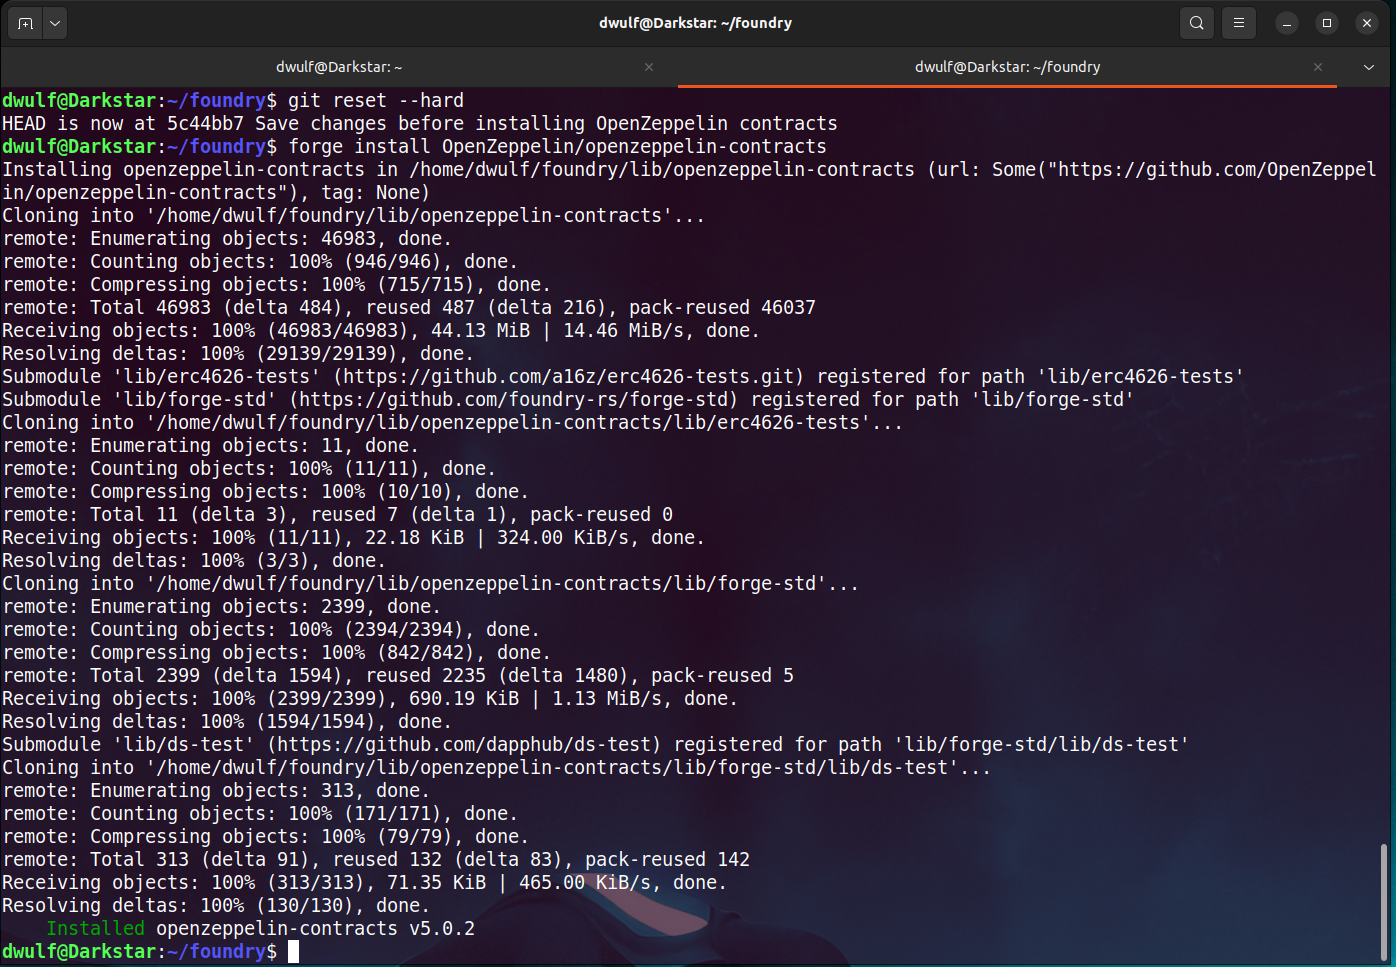 dwulf@Darkstar: ~/foundry
dwulf@Darkstar: ~
dwulf@Darkstar: ~/foundry
dwulf@Darkstar:~/foundry$ git reset --hard
HEAD is now at 5c44bb7 Save changes before installing OpenZeppelin contracts
dwulf@Darkstar:~/foundry$ forge install OpenZeppelin/openzeppelin-contracts
Installing openzeppelin-contracts in /home/dwulf/foundry/lib/openzeppelin-contracts (url: Some("https://github.com/OpenZeppel
in/openzeppelin-contracts"), tag: None)
Cloning into '/home/dwulf/foundry/lib/openzeppelin-contracts'...
remote: Enumerating objects: 46983, done.
remote: Counting objects: 100% (946/946), done.
remote: Compressing objects: 100% (715/715), done.
remote: Total 46983 (delta 484), reused 487 (delta 216), pack-reused 46037
Receiving objects: 100% (46983/46983), 44.13 MiB | 14.46 MiB/s, done.
Resolving deltas: 100% (29139/29139), done.
Submodule 'lib/erc4626-tests' (https://github.com/a16z/erc4626-tests.git) registered for path 'lib/erc4626-tests'
Submodule 'lib/forge-std' (https://github.com/foundry-rs/forge-std) registered for path 'lib/forge-std'
Cloning into '/home/dwulf/foundry/lib/openzeppelin-contracts/lib/erc4626-tests'...
remote: Enumerating objects: 11, done.
remote: Counting objects: 100% (11/11), done.
remote: Compressing objects: 100% (10/10), done.
remote: Total 11 (delta 3), reused 7 (delta 1), pack-reused 0
Receiving objects: 100% (11/11), 22.18 KiB | 324.00 KiB/s, done.
Resolving deltas: 100% (3/3), done.
Cloning into '/home/dwulf/foundry/lib/openzeppelin-contracts/lib/forge-std'...
remote: Enumerating objects: 2399, done.
remote: Counting objects: 100% (2394/2394), done.
remote: Compressing objects: 100% (842/842), done.
remote: Total 2399 (delta 1594), reused 2235 (delta 1480), pack-reused 5
Receiving objects: 100% (2399/2399), 690.19 KiB | 1.13 MiB/s, done.
Resolving deltas: 100% (1594/1594), done.
Submodule 'lib/ds-test' (https://github.com/dapphub/ds-test) registered for path 'lib/forge-std/lib/ds-test'
Cloning into '/home/dwulf/foundry/lib/openzeppelin-contracts/lib/forge-std/lib/ds-test'...
remote: Enumerating objects: 313, done.
remote: Counting objects: 100% (171/171), done.
remote: Compressing objects: 100% (79/79), done.
remote: Total 313 (delta 91), reused 132 (delta 83), pack-reused 142
Receiving objects: 100% (313/313), 71.35 KiB | 465.00 KiB/s, done.
Resolving deltas: 100% (130/130), done.
Installed openzeppelin-contracts v5.0.2
dwulf@Darkstar:~/foundry$